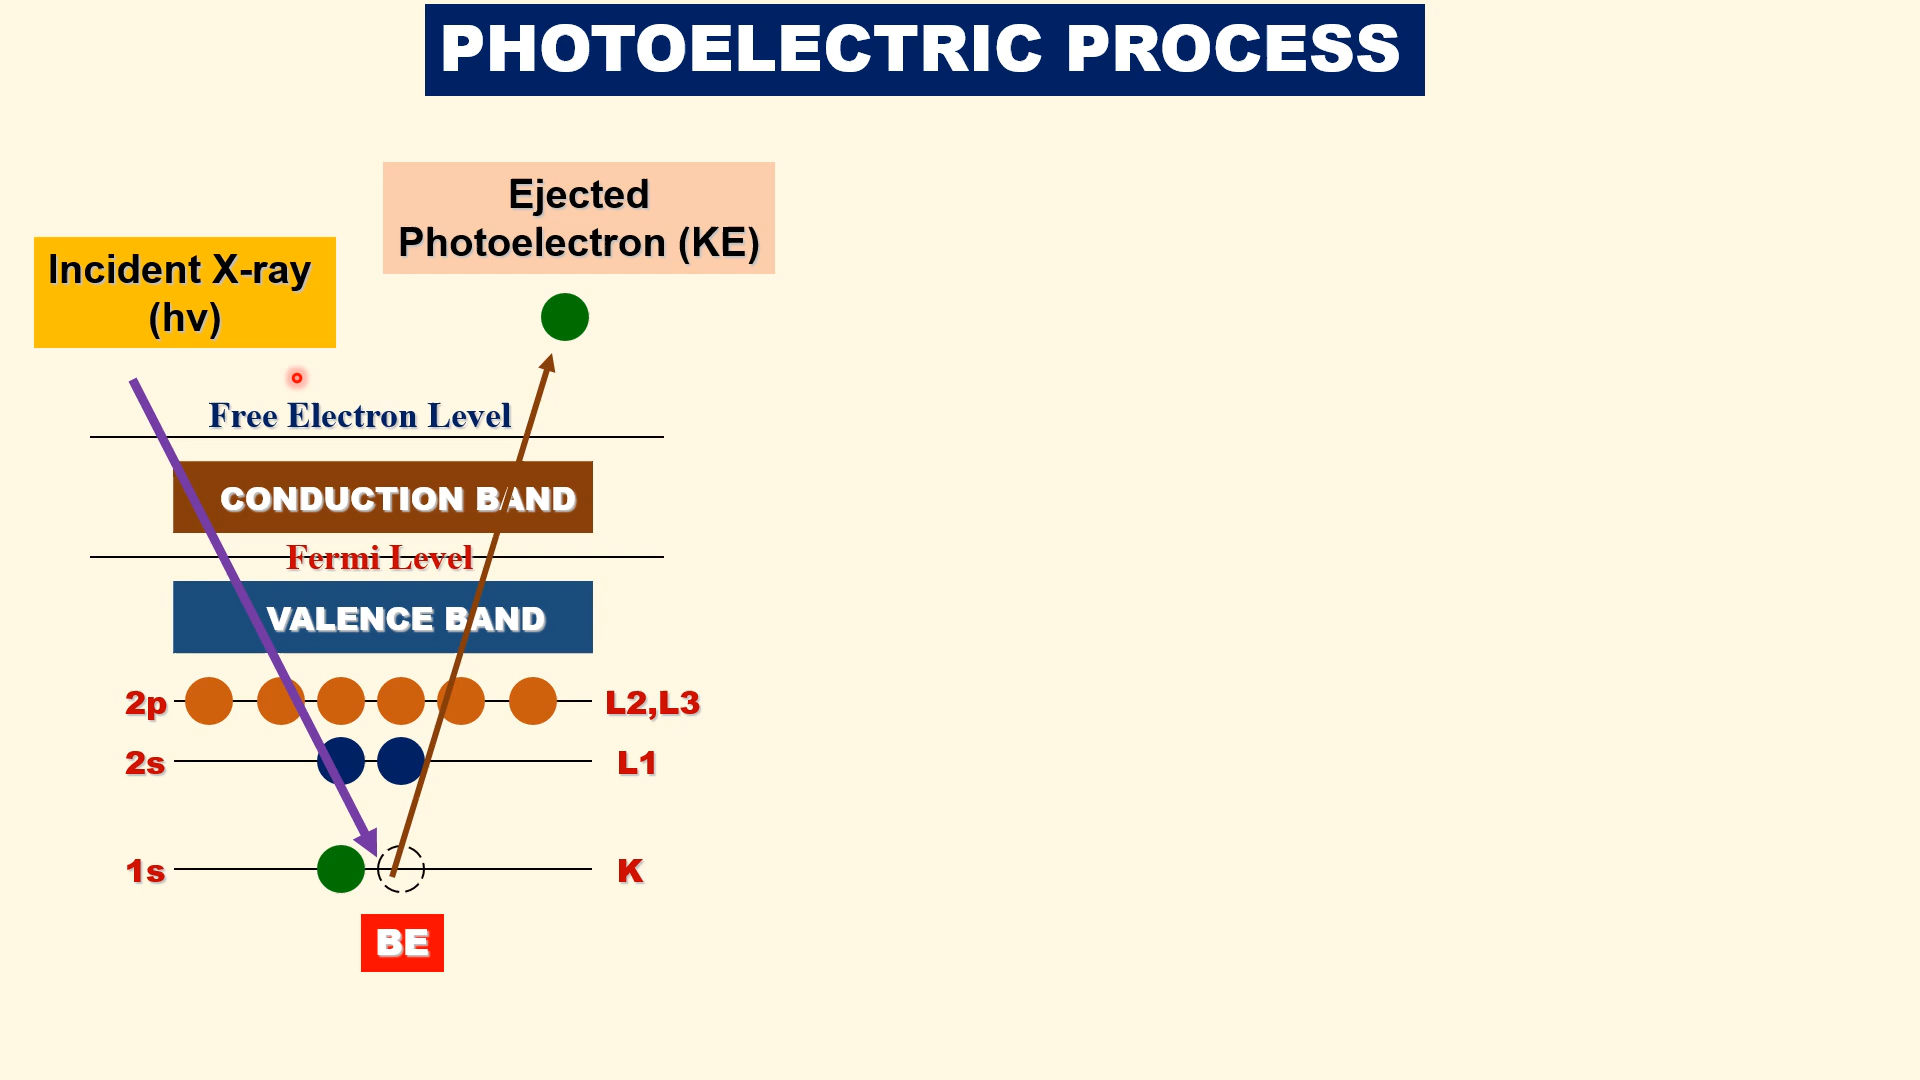 PHOTOELECTRIC PROCESS
Ejected
Photoelectron (KE)
Incident X-ray
(hv)
Free Electron Level
CONDUCTION BAND
Fermi Level
VALENCE BAND
2p L2,L3
2s L1
1s K
BE